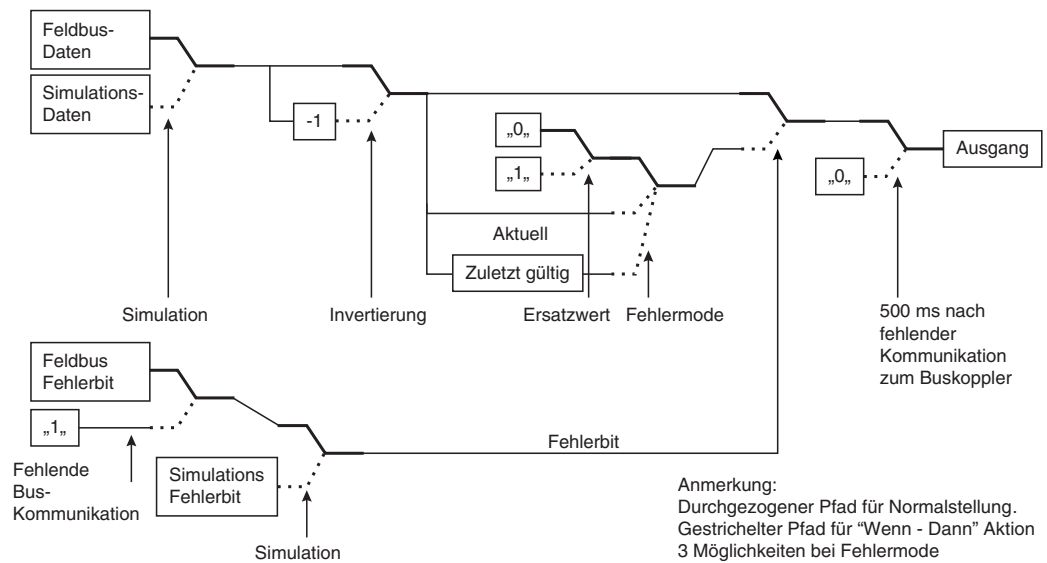 Feldbus-
Daten
Simulations-
Daten
-1
„0„
„1„
Aktuell
Zuletzt gültig
„0„
Ausgang
Simulation
Invertierung
Ersatzwert
Fehlermode
500 ms nach
fehlender
Kommunikation
zum Buskoppler
Feldbus
Fehlerbit
„1„
Fehlende
Bus-
Kommunikation
Simulations
Fehlerbit
Simulation
Fehlerbit
Anmerkung:
Durchgezogener Pfad für Normalstellung.
Gestrichelter Pfad für “Wenn - Dann” Aktion
3 Möglichkeiten bei Fehlermode